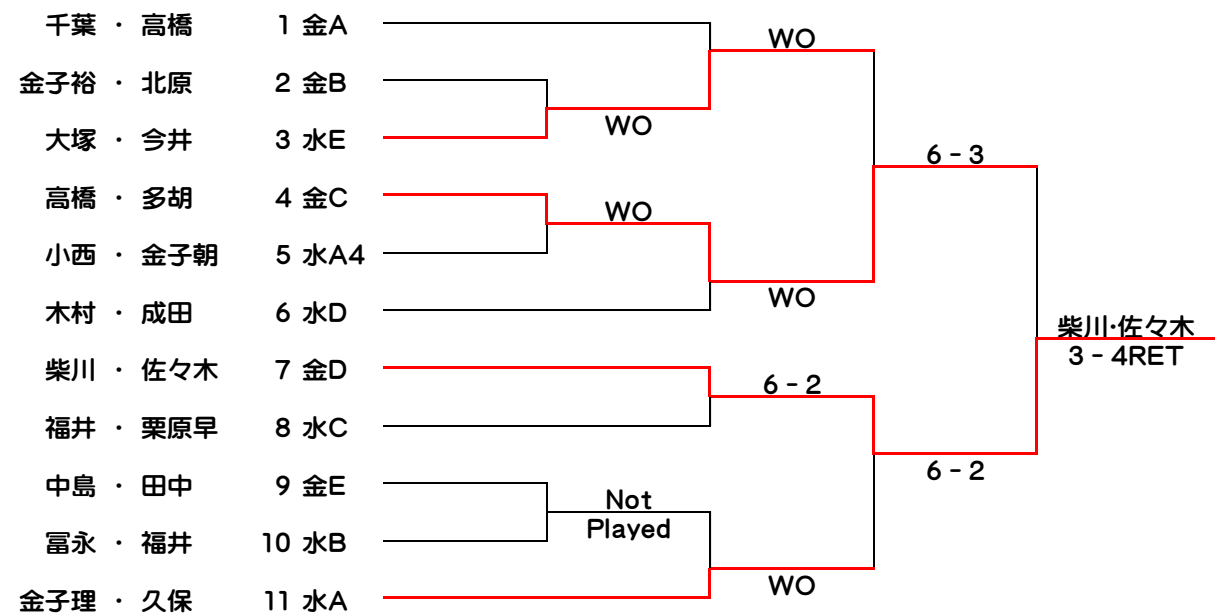 千葉 ・ 高橋 1 金A
WO
金子裕 ・ 北原 2 金B
WO
大塚 ・ 今井 3 水E
6 - 3
高橋 ・ 多胡 4 金C
WO
小西 ・ 金子朝 5 水A4
WO
木村 ・ 成田 6 水D
柴川・佐々木
3 - 4RET
柴川 ・ 佐々木 7 金D
6 - 2
福井 ・ 栗原早 8 水C
6 - 2
中島 ・ 田中 9 金E
Not
Played
冨永 ・ 福井 10 水B
WO
金子理 ・ 久保 11 水A